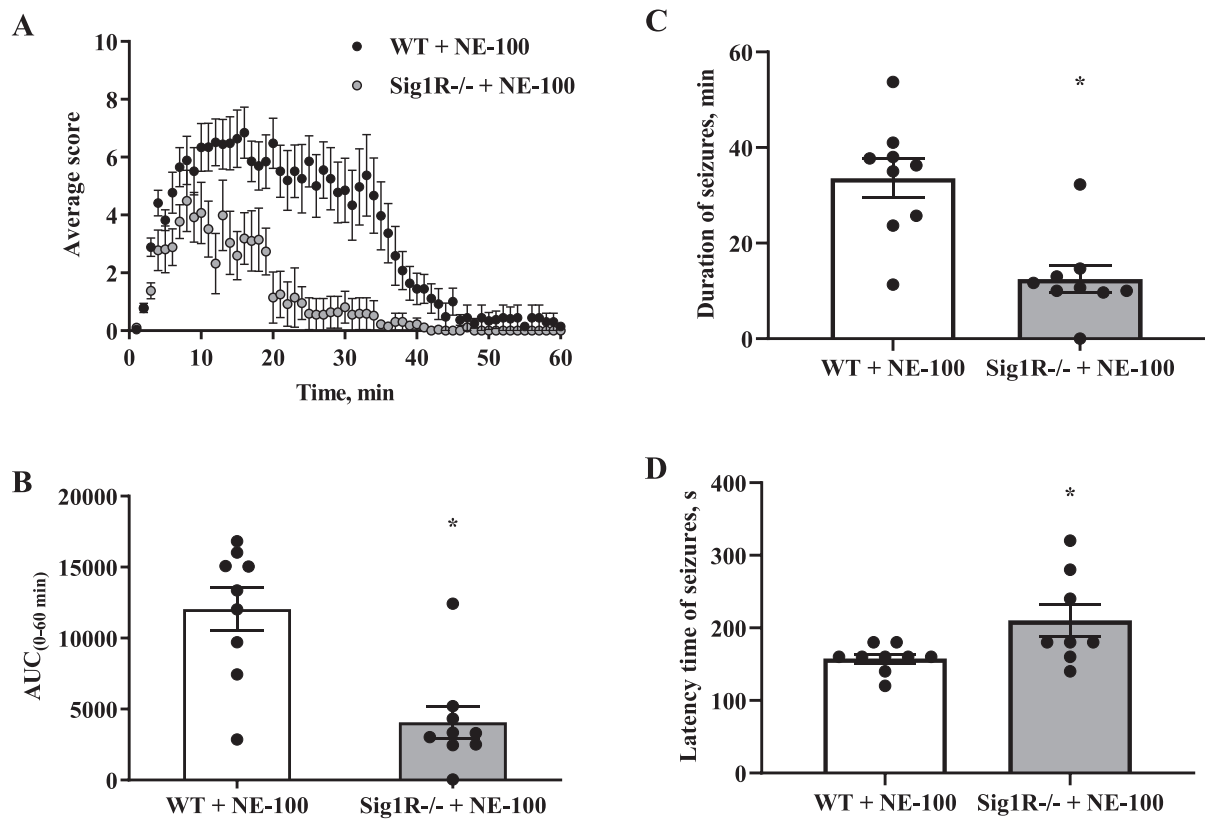 A
10
8
6
4
2
0
Average score
0 10 20 30 40 50 60
Time, min
WT + NE-100
Sig1R-/- + NE-100
B
20000
15000
10000
5000
0
AUC(0-60 min)
*
WT + NE-100 Sig1R-/- + NE-100
C
60
40
20
0
Duration of seizures, min
*
WT + NE-100 Sig1R-/- + NE-100
D
400
300
200
100
0
Latency time of seizures, s
*
WT + NE-100 Sig1R-/- + NE-100